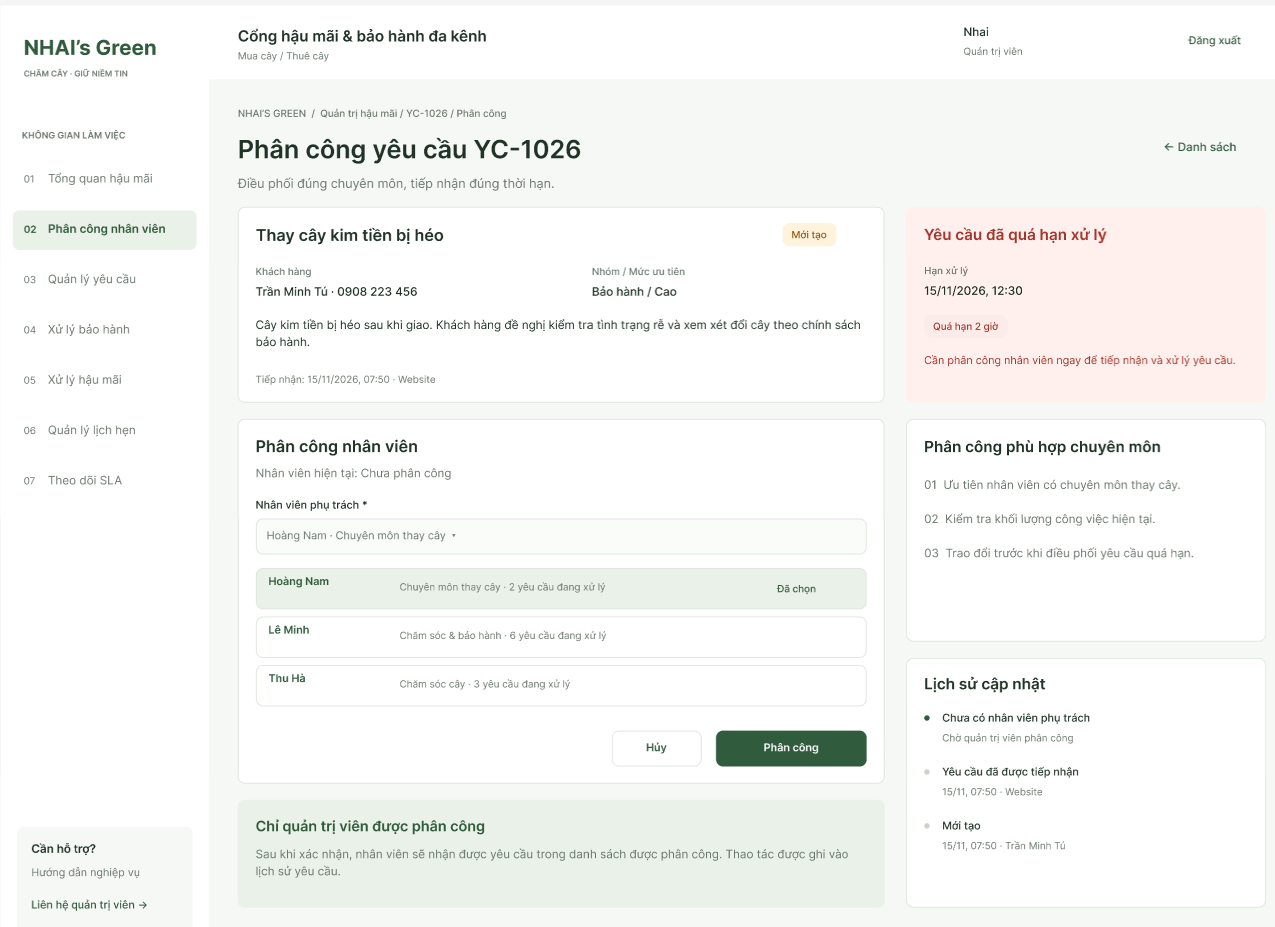 NHAI's Green
CHĂM CÂY · GIỮ NIỀM TIN
KHÔNG GIAN LÀM VIỆC
01 Tổng quan hậu mãi
02 Phân công nhân viên
03 Quản lý yêu cầu
04 Xử lý bảo hành
05 Xử lý hậu mãi
06 Quản lý lịch hẹn
07 Theo dõi SLA
Cần hỗ trợ?
Hướng dẫn nghiệp vụ
Liên hệ quản trị viên →
Cổng hậu mãi & bảo hành đa kênh
Mua cây / Thuê cây
Nhai
Quản trị viên
Đăng xuất
NHAI'S GREEN / Quản trị hậu mãi / YC-1026 / Phân công
Phân công yêu cầu YC-1026
← Danh sách
Điều phối đúng chuyên môn, tiếp nhận đúng thời hạn.
Thay cây kim tiền bị héo
Mới tạo
Khách hàng
Trần Minh Tú · 0908 223 456
Nhóm / Mức ưu tiên
Bảo hành / Cao
Cây kim tiền bị héo sau khi giao. Khách hàng đề nghị kiểm tra tình trạng rễ và xem xét đổi cây theo chính sách
bảo hành.
Tiếp nhận: 15/11/2026, 07:50 · Website
Phân công nhân viên
Nhân viên hiện tại: Chưa phân công
Nhân viên phụ trách *
Hoàng Nam · Chuyên môn thay cây ▾
Hoàng Nam Chuyên môn thay cây · 2 yêu cầu đang xử lý Đã chọn
Lê Minh Chăm sóc & bảo hành · 6 yêu cầu đang xử lý
Thu Hà Chăm sóc cây · 3 yêu cầu đang xử lý
Hủy
Phân công
Chỉ quản trị viên được phân công
Sau khi xác nhận, nhân viên sẽ nhận được yêu cầu trong danh sách được phân công. Thao tác được ghi vào
lịch sử yêu cầu.
Yêu cầu đã quá hạn xử lý
Hạn xử lý
15/11/2026, 12:30
Quá hạn 2 giờ
Cần phân công nhân viên ngay để tiếp nhận và xử lý yêu cầu.
Phân công phù hợp chuyên môn
01 Ưu tiên nhân viên có chuyên môn thay cây.
02 Kiểm tra khối lượng công việc hiện tại.
03 Trao đổi trước khi điều phối yêu cầu quá hạn.
Lịch sử cập nhật
Chưa có nhân viên phụ trách
Chờ quản trị viên phân công
Yêu cầu đã được tiếp nhận
15/11, 07:50 · Website
Mới tạo
15/11, 07:50 · Trần Minh Tú